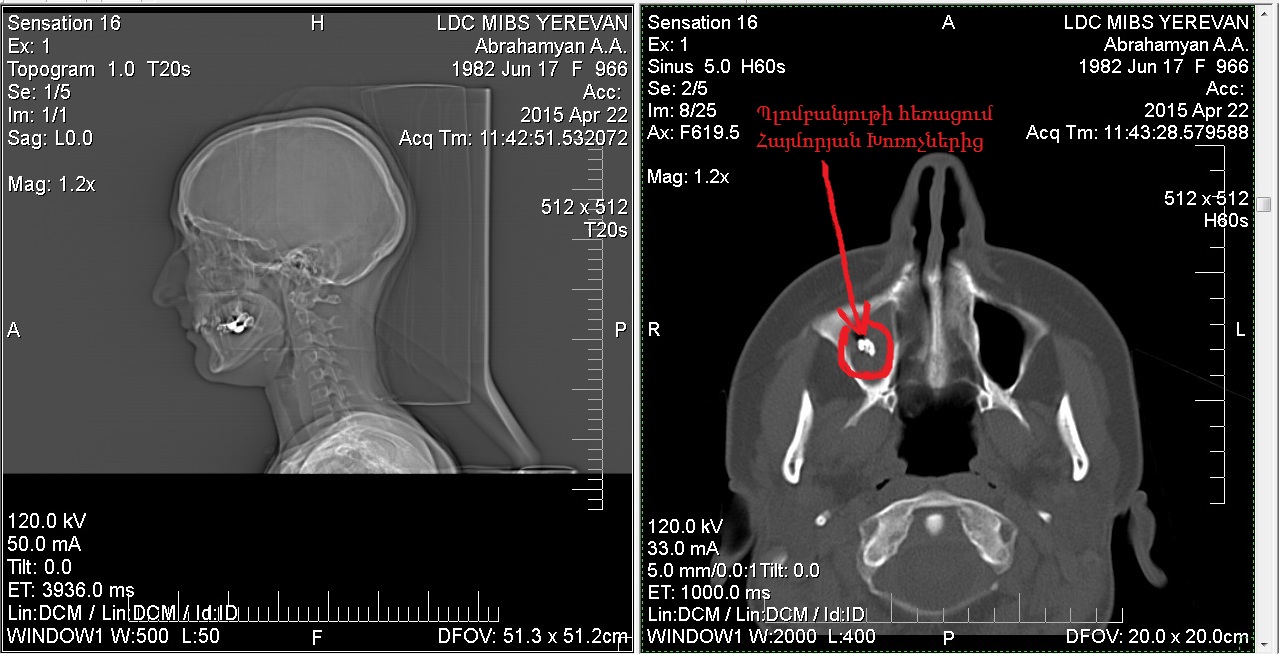 Sensation 16
Ex: 1
Topogram 1.0 T20s
Se: 1/5
Im: 1/1
Sag: L0.0
Mag: 1.2x
H
LDC MIBS YEREVAN
Abrahamyan A.A.
1982 Jun 17 F 966
Acc:
2015 Apr 22
Acq Tm: 11:42:51.532072
512 x 512
T20s
A
P
120.0 kV
50.0 mA
Tilt: 0.0
ET: 3936.0 ms
Lin:DCM / Lin:DCM / Id:ID
WINDOW1 W:500 L:50
F
DFOV: 51.3 x 51.2cm
Sensation 16
Ex: 1
Sinus 5.0 H60s
Se: 2/5
Im: 8/25
Ax: F619.5
Mag: 1.2x
A
LDC MIBS YEREVAN
Abrahamyan A.A.
1982 Jun 17 F 966
Acc:
2015 Apr 22
Acq Tm: 11:43:28.579588
512 x 512
H60s
Պլոմբանյութի հեռացում
Հայմորյան Խոռոչներից
R
L
120.0 kV
33.0 mA
5.0 mm/0.0:1Tilt: 0.0
ET: 1000.0 ms
Lin:DCM / Lin:DCM / Id:ID
WINDOW1 W:2000 L:400
P
DFOV: 20.0 x 20.0cm